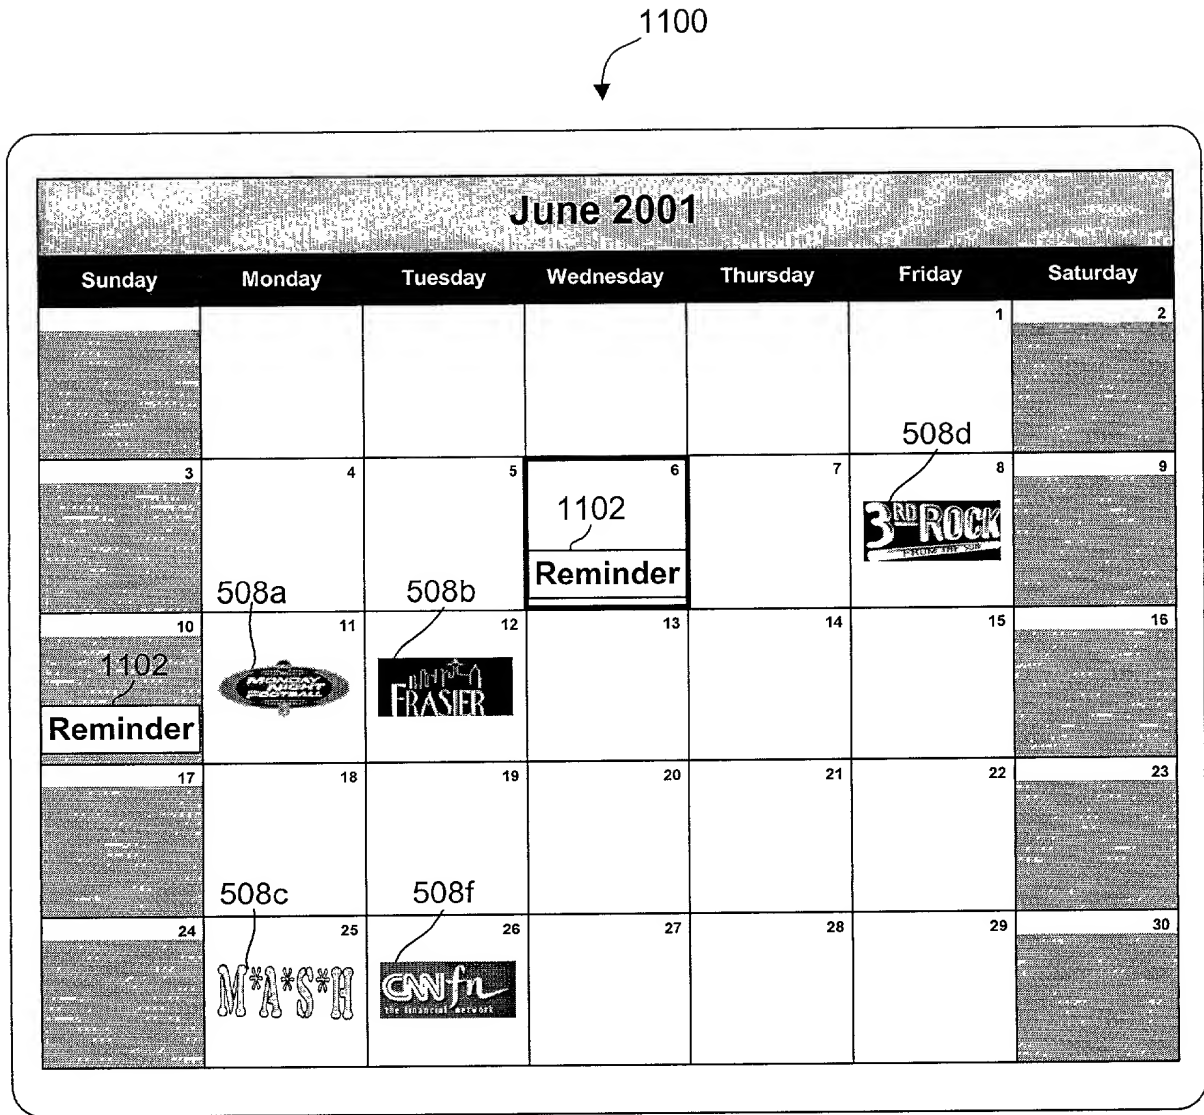 1100
June 2001
Sunday Monday Tuesday Wednesday Thursday Friday Saturday
1 2
508d
3 4 5 6 7 8 9
3RD ROCK
FROM THE SUN
1102
Reminder
508a 508b
10 11 12 13 14 15 16
1102
MONDAY
NIGHT
FOOTBALL
FRASIER
Reminder
17 18 19 20 21 22 23
508c 508f
24 25 26 27 28 29 30
M*A*S*H
CNNfn
the financial network